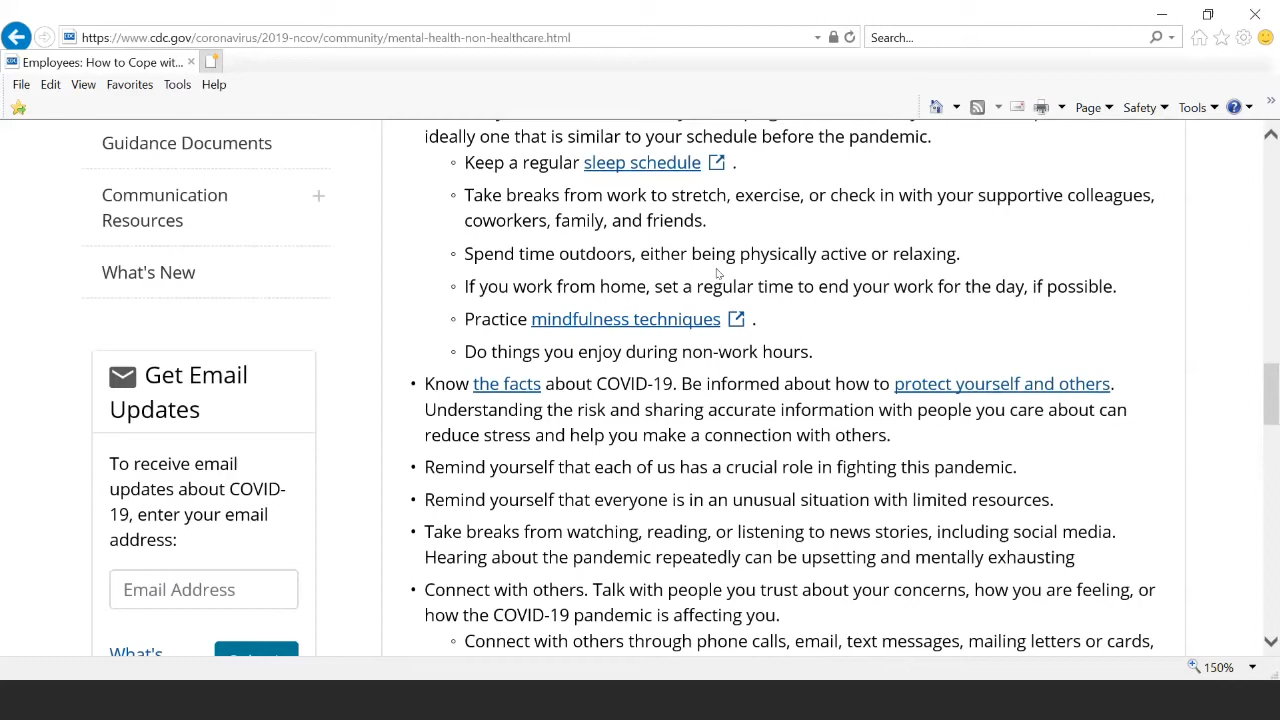 https://www.cdc.gov/coronavirus/2019-ncov/community/mental-health-non-healthcare.html
Search...
Employees: How to Cope wit...
File Edit View Favorites Tools Help
Page Safety Tools
Guidance Documents
Communication
Resources
What's New
Get Email
Updates
To receive email
updates about COVID-
19, enter your email
address:
Email Address
What's
ideally one that is similar to your schedule before the pandemic.
◦ Keep a regular sleep schedule .
◦ Take breaks from work to stretch, exercise, or check in with your supportive colleagues,
coworkers, family, and friends.
◦ Spend time outdoors, either being physically active or relaxing.
◦ If you work from home, set a regular time to end your work for the day, if possible.
◦ Practice mindfulness techniques .
◦ Do things you enjoy during non-work hours.
• Know the facts about COVID-19. Be informed about how to protect yourself and others.
Understanding the risk and sharing accurate information with people you care about can
reduce stress and help you make a connection with others.
• Remind yourself that each of us has a crucial role in fighting this pandemic.
• Remind yourself that everyone is in an unusual situation with limited resources.
• Take breaks from watching, reading, or listening to news stories, including social media.
Hearing about the pandemic repeatedly can be upsetting and mentally exhausting
• Connect with others. Talk with people you trust about your concerns, how you are feeling, or
how the COVID-19 pandemic is affecting you.
◦ Connect with others through phone calls, email, text messages, mailing letters or cards,
150%